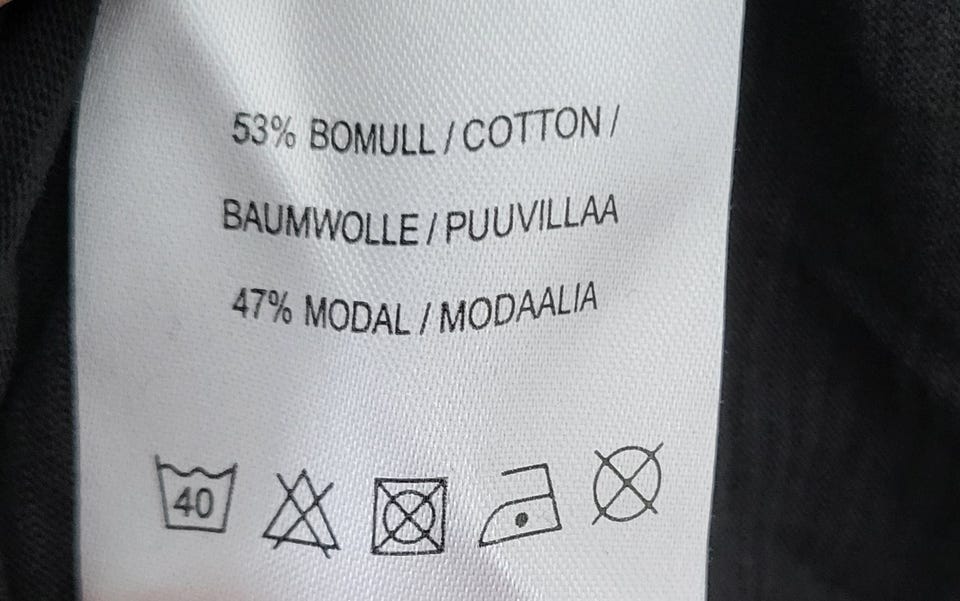 53% BOMULL / COTTON /
BAUMWOLLE / PUUVILLAA
47% MODAL / MODAALIA
40